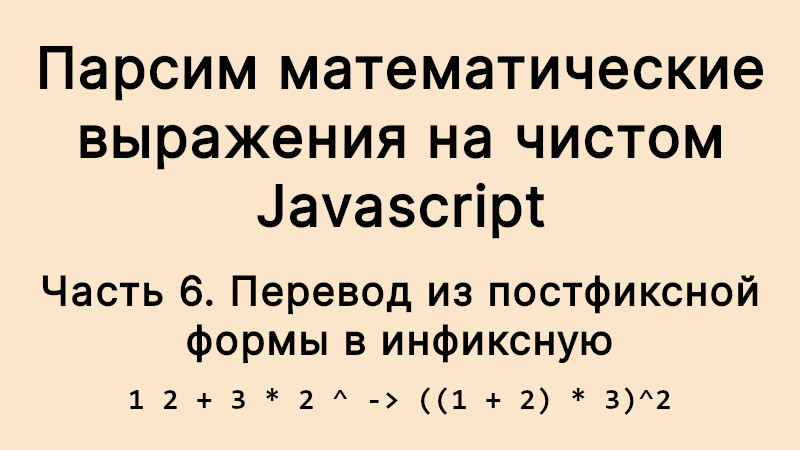 Парсим математические
выражения на чистом
Javascript
Часть 6. Перевод из постфиксной
формы в инфиксную
1 2 + 3 * 2 ^ -> ((1 + 2) * 3)^2